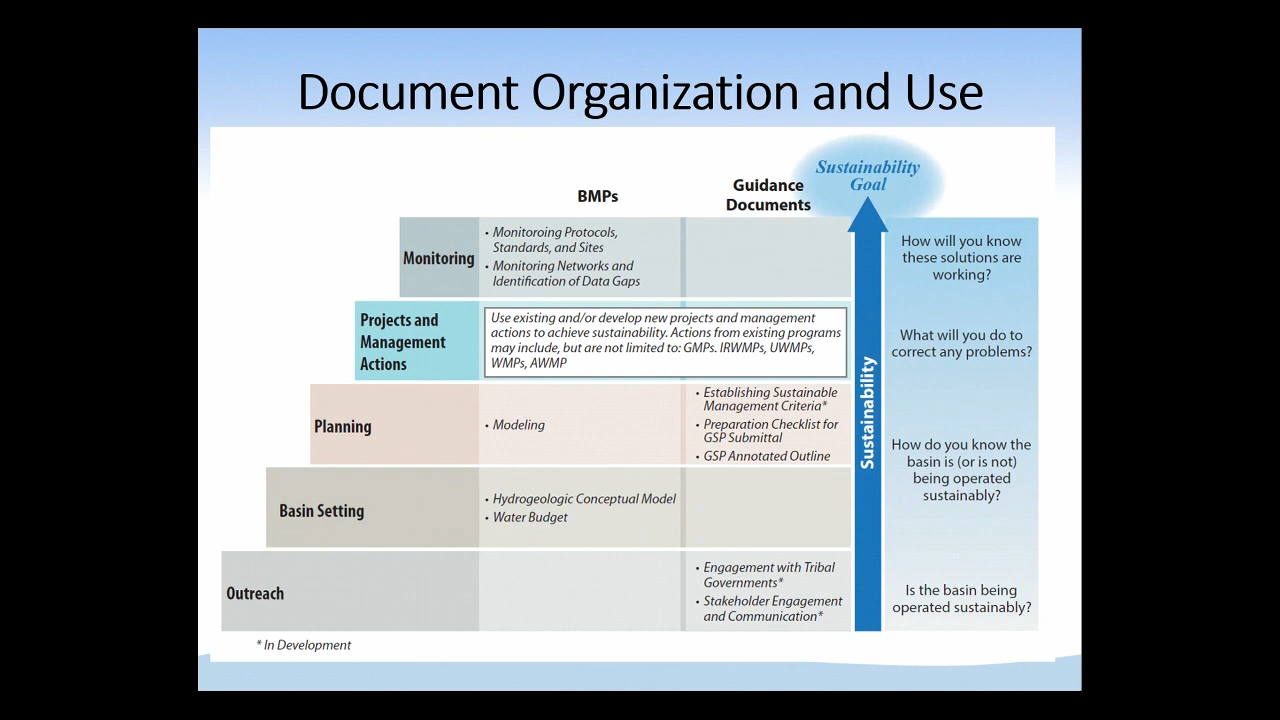 Document Organization and Use
Sustainability
Goal
BMPs
Guidance
Documents
Monitoring
• Monitoroing Protocols,
Standards, and Sites
• Monitoring Networks and
Identification of Data Gaps
How will you know
these solutions are
working?
Projects and
Management
Actions
Use existing and/or develop new projects and management
actions to achieve sustainability. Actions from existing programs
may include, but are not limited to: GMPs. IRWMPs, UWMPs,
WMPs, AWMP
What will you do to
correct any problems?
Planning
• Modeling
• Establishing Sustainable
Management Criteria*
• Preparation Checklist for
GSP Submittal
• GSP Annotated Outline
Sustainability
How do you know the
basin is (or is not)
being operated
sustainably?
Basin Setting
• Hydrogeologic Conceptual Model
• Water Budget
Outreach
• Engagement with Tribal
Governments*
• Stakeholder Engagement
and Communication*
Is the basin being
operated sustainably?
* In Development